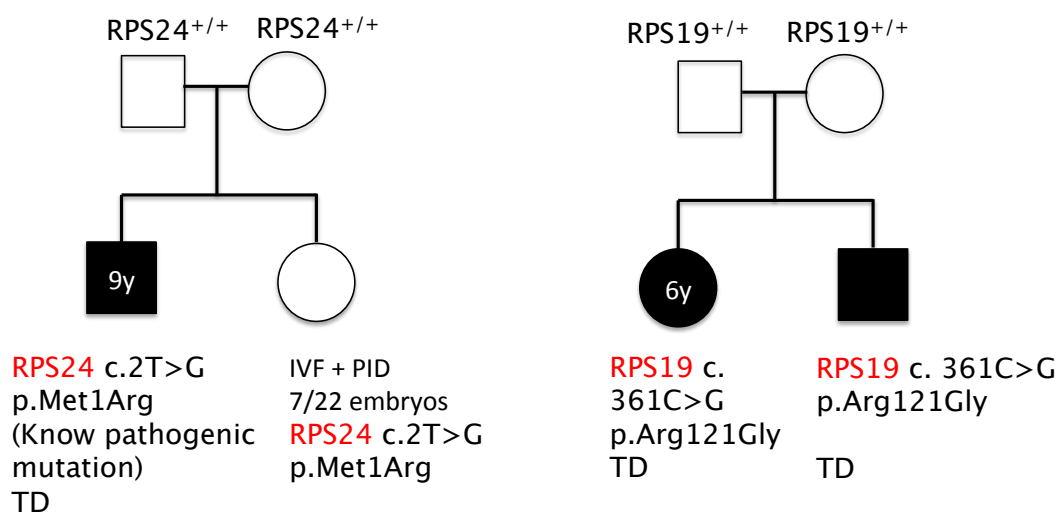 RPS24+/+ RPS24+/+
9y
RPS24 c.2T>G
p.Met1Arg
(Know pathogenic
mutation)
TD
IVF + PID
7/22 embryos
RPS24 c.2T>G
p.Met1Arg
RPS19+/+ RPS19+/+
6y
RPS19 c.
361C>G
p.Arg121Gly
TD
RPS19 c. 361C>G
p.Arg121Gly
TD